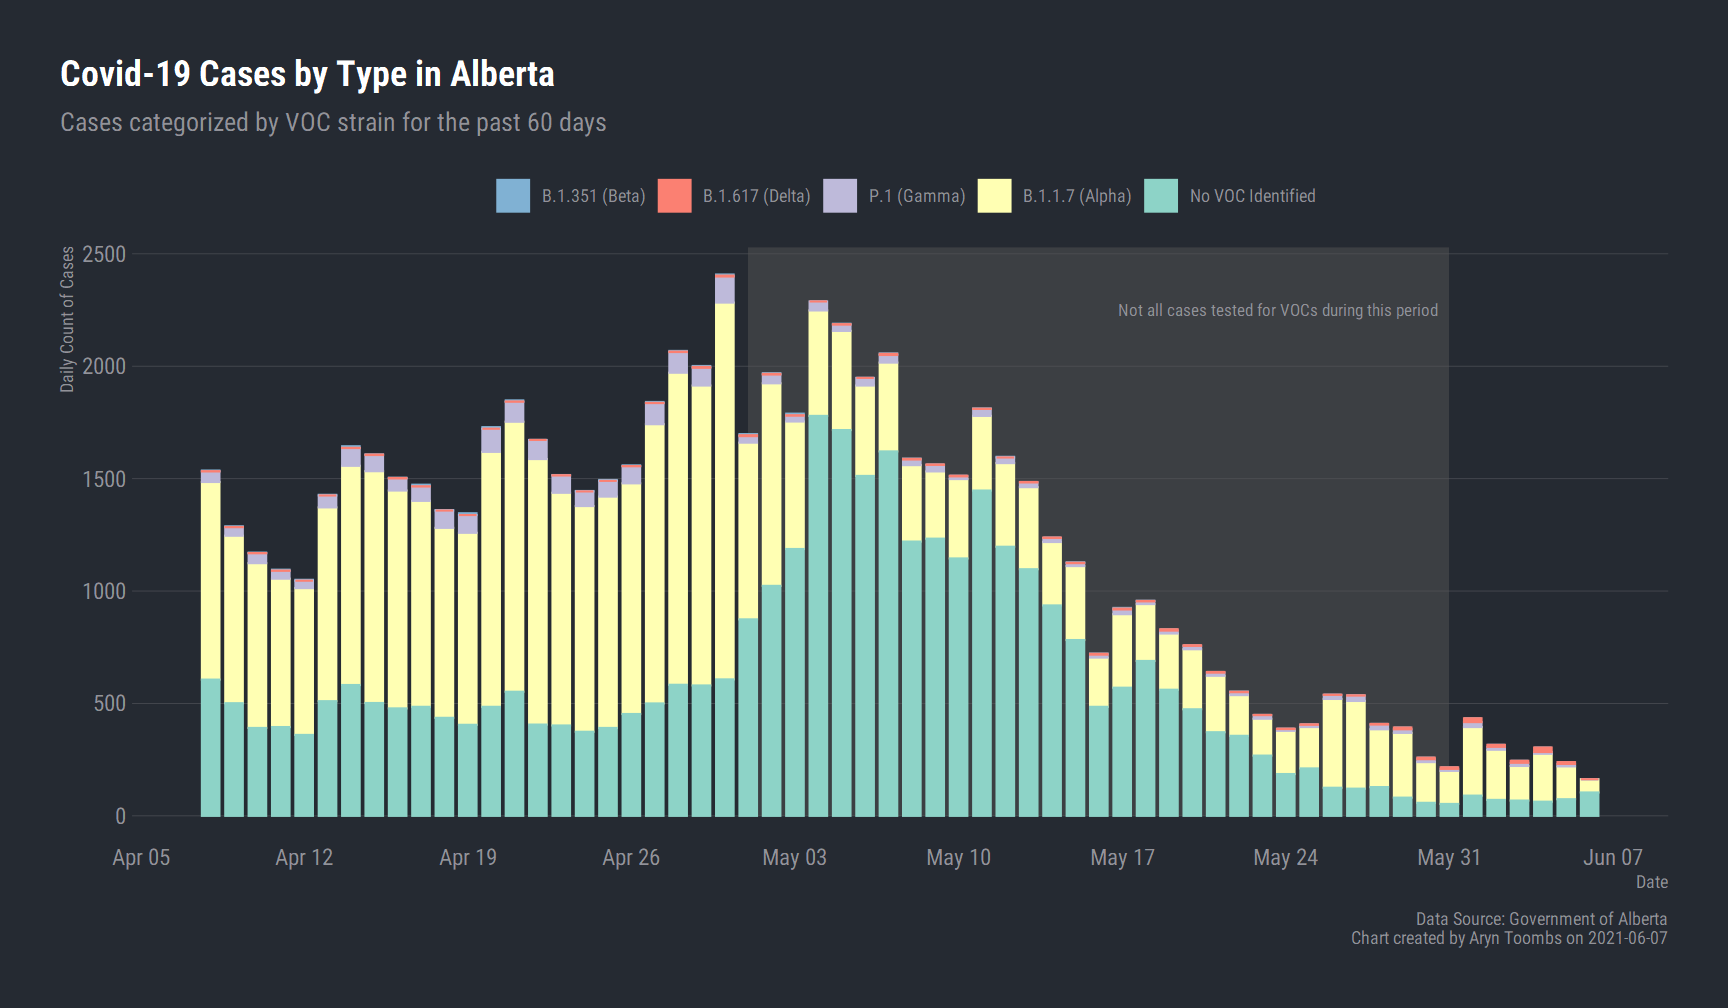 Covid-19 Cases by Type in Alberta
Cases categorized by VOC strain for the past 60 days
B.1.351 (Beta) B.1.617 (Delta) P.1 (Gamma) B.1.1.7 (Alpha) No VOC Identified
Daily Count of Cases
2500
Not all cases tested for VOCs during this period
2000
1500
1000
500
0
Apr 05 Apr 12 Apr 19 Apr 26 May 03 May 10 May 17 May 24 May 31 Jun 07
Date
Data Source: Government of Alberta
Chart created by Aryn Toombs on 2021-06-07